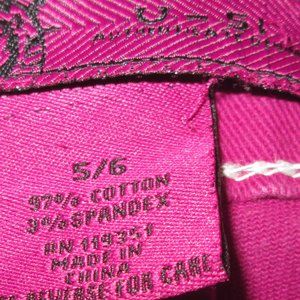 5/6
97% COTTON
3% SPANDEX
RN 119351
MADE IN
CHINA
REVERSE FOR CARE